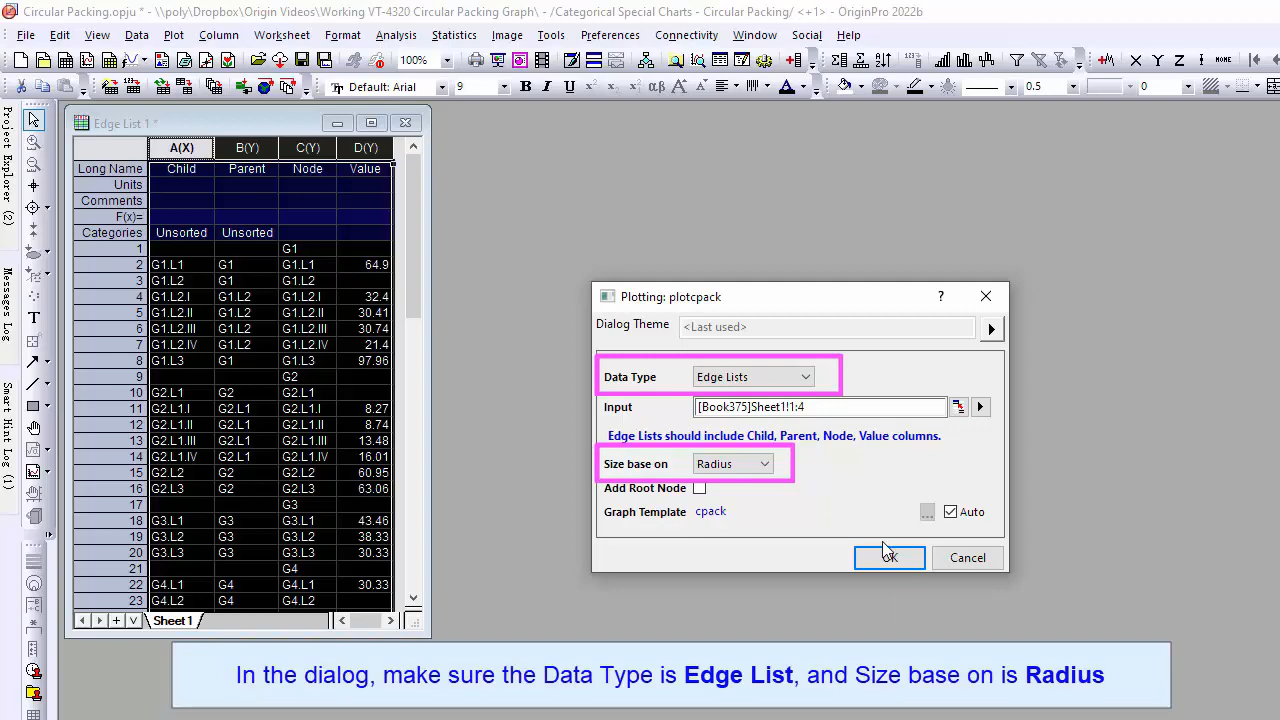 Circular Packing.opju * - \\poly\Dropbox\Origin Videos\Working VT-4320 Circular Packing Graph\ - /Categorical Special Charts - Circular Packing/ <+1> - OriginPro 2022b
File Edit View Data Plot Column Worksheet Format Analysis Statistics Image Tools Preferences Connectivity Window Social Help
100%
Default: Arial 9 B I U 0.5 0
Project Explorer (2)
Messages Log
Smart Hint Log (1)
Edge List 1 *
A(X) B(Y) C(Y) D(Y)
Long Name Child Parent Node Value
Units
Comments
F(x)=
Categories Unsorted Unsorted
1 G1
2 G1.L1 G1 G1.L1 64.9
3 G1.L2 G1 G1.L2
4 G1.L2.I G1.L2 G1.L2.I 32.4
5 G1.L2.II G1.L2 G1.L2.II 30.41
6 G1.L2.III G1.L2 G1.L2.III 30.74
7 G1.L2.IV G1.L2 G1.L2.IV 21.4
8 G1.L3 G1 G1.L3 97.96
9 G2
10 G2.L1 G2 G2.L1
11 G2.L1.I G2.L1 G2.L1.I 8.27
12 G2.L1.II G2.L1 G2.L1.II 8.74
13 G2.L1.III G2.L1 G2.L1.III 13.48
14 G2.L1.IV G2.L1 G2.L1.IV 16.01
15 G2.L2 G2 G2.L2 60.95
16 G2.L3 G2 G2.L3 63.06
17 G3
18 G3.L1 G3 G3.L1 43.46
19 G3.L2 G3 G3.L2 38.33
20 G3.L3 G3 G3.L3 30.33
21 G4
22 G4.L1 G4 G4.L1 30.33
23 G4.L2 G4 G4.L2
Sheet1
Plotting: plotcpack
Dialog Theme <Last used>
Data Type Edge Lists
Input [Book375]Sheet1!1:4
Edge Lists should include Child, Parent, Node, Value columns.
Size base on Radius
Add Root Node
Graph Template cpack ... Auto
OK Cancel
In the dialog, make sure the Data Type is Edge List, and Size base on is Radius